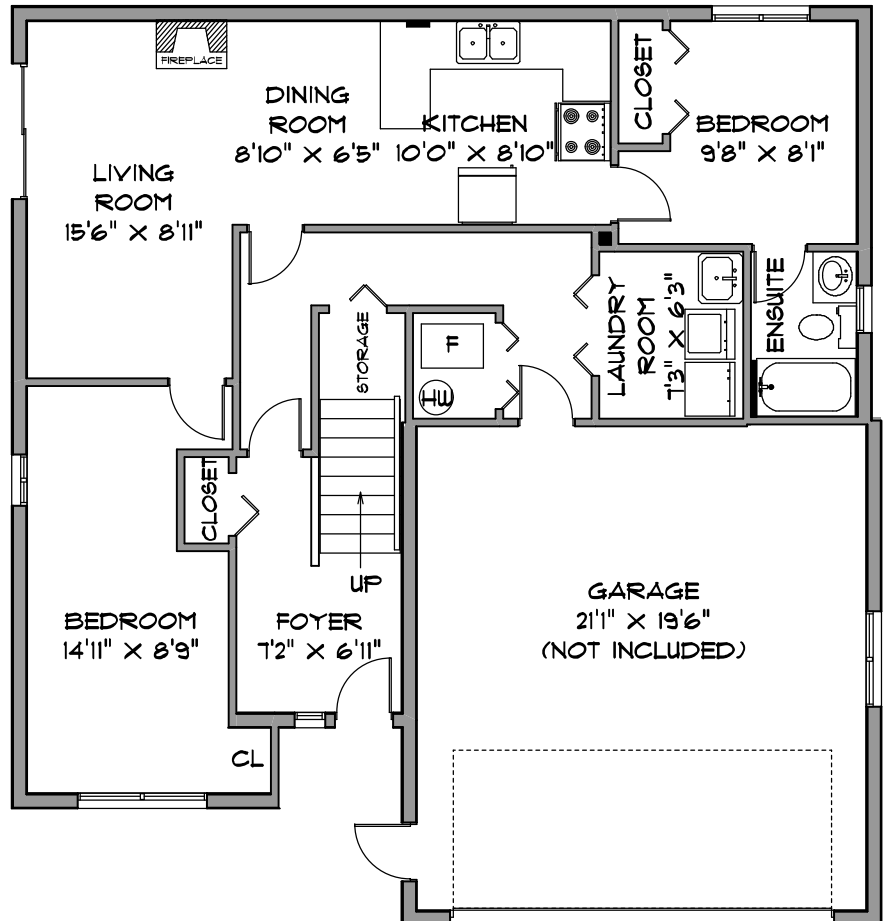 FIREPLACE
DINING
ROOM
8'10" X 6'5"
KITCHEN
10'0" X 8'10"
CLOSET
BEDROOM
9'8" X 8'1"
LIVING
ROOM
15'6" X 8'11"
STORAGE
F
HW
LAUNDRY
ROOM
7'3" X 6'3"
ENSUITE
CLOSET
UP
BEDROOM
14'11" X 8'9"
FOYER
7'2" X 6'11"
GARAGE
21'1" X 19'6"
(NOT INCLUDED)
CL